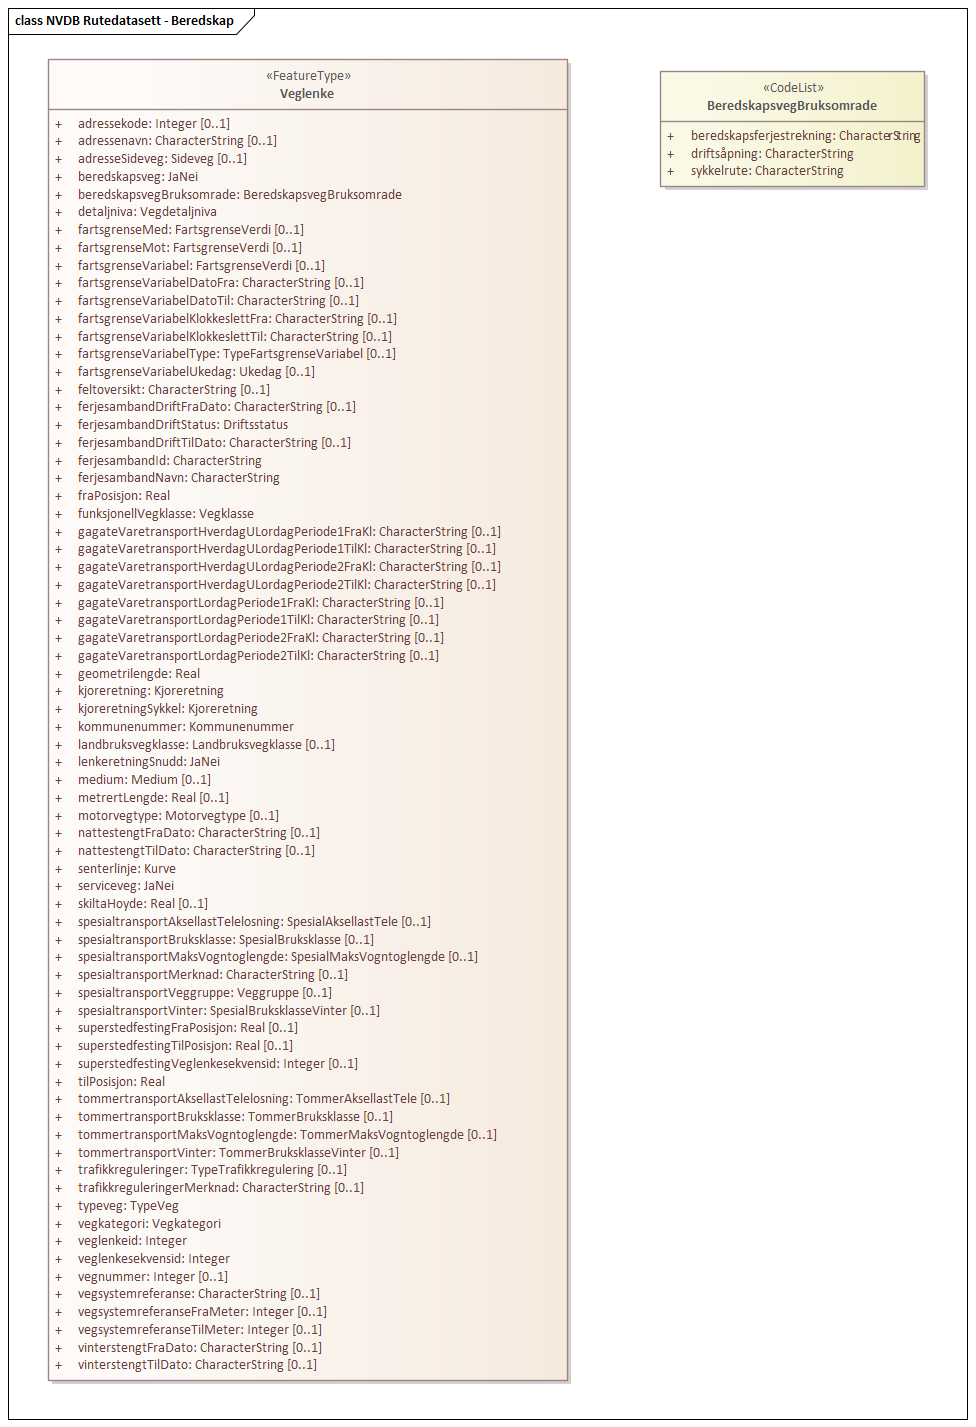 class NVDB Rutedatasett - Beredskap
«FeatureType»
Veglenke
+ adressekode: Integer [0..1]
+ adressenavn: CharacterString [0..1]
+ adresseSideveg: Sideveg [0..1]
+ beredskapsveg: JaNei
+ beredskapsvegBruksomrade: BeredskapsvegBruksomrade
+ detaljniva: Vegdetaljniva
+ fartsgrenseMed: FartsgrenseVerdi [0..1]
+ fartsgrenseMot: FartsgrenseVerdi [0..1]
+ fartsgrenseVariabel: FartsgrenseVerdi [0..1]
+ fartsgrenseVariabelDatoFra: CharacterString [0..1]
+ fartsgrenseVariabelDatoTil: CharacterString [0..1]
+ fartsgrenseVariabelKlokkeslettFra: CharacterString [0..1]
+ fartsgrenseVariabelKlokkeslettTil: CharacterString [0..1]
+ fartsgrenseVariabelType: TypeFartsgrenseVariabel [0..1]
+ fartsgrenseVariabelUkedag: Ukedag [0..1]
+ feltoversikt: CharacterString [0..1]
+ ferjesambandDriftFraDato: CharacterString [0..1]
+ ferjesambandDriftStatus: Driftsstatus
+ ferjesambandDriftTilDato: CharacterString [0..1]
+ ferjesambandId: CharacterString
+ ferjesambandNavn: CharacterString
+ fraPosisjon: Real
+ funksjonellVegklasse: Vegklasse
+ gagateVaretransportHverdagULordagPeriode1FraKl: CharacterString [0..1]
+ gagateVaretransportHverdagULordagPeriode1TilKl: CharacterString [0..1]
+ gagateVaretransportHverdagULordagPeriode2FraKl: CharacterString [0..1]
+ gagateVaretransportHverdagULordagPeriode2TilKl: CharacterString [0..1]
+ gagateVaretransportLordagPeriode1FraKl: CharacterString [0..1]
+ gagateVaretransportLordagPeriode1TilKl: CharacterString [0..1]
+ gagateVaretransportLordagPeriode2FraKl: CharacterString [0..1]
+ gagateVaretransportLordagPeriode2TilKl: CharacterString [0..1]
+ geometrilengde: Real
+ kjoreretning: Kjoreretning
+ kjoreretningSykkel: Kjoreretning
+ kommunenummer: Kommunenummer
+ landbruksvegklasse: Landbruksvegklasse [0..1]
+ lenkeretningSnudd: JaNei
+ medium: Medium [0..1]
+ metrertLengde: Real [0..1]
+ motorvegtype: Motorvegtype [0..1]
+ nattestengtFraDato: CharacterString [0..1]
+ nattestengtTilDato: CharacterString [0..1]
+ senterlinje: Kurve
+ serviceveg: JaNei
+ skiltaHoyde: Real [0..1]
+ spesialtransportAksellastTelelosning: SpesialAksellastTele [0..1]
+ spesialtransportBruksklasse: SpesialBruksklasse [0..1]
+ spesialtransportMaksVogntoglengde: SpesialMaksVogntoglengde [0..1]
+ spesialtransportMerknad: CharacterString [0..1]
+ spesialtransportVeggruppe: Veggruppe [0..1]
+ spesialtransportVinter: SpesialBruksklasseVinter [0..1]
+ superstedfestingFraPosisjon: Real [0..1]
+ superstedfestingTilPosisjon: Real [0..1]
+ superstedfestingVeglenkesekvensid: Integer [0..1]
+ tilPosisjon: Real
+ tommertransportAksellastTelelosning: TommerAksellastTele [0..1]
+ tommertransportBruksklasse: TommerBruksklasse [0..1]
+ tommertransportMaksVogntoglengde: TommerMaksVogntoglengde [0..1]
+ tommertransportVinter: TommerBruksklasseVinter [0..1]
+ trafikkreguleringer: TypeTrafikkregulering [0..1]
+ trafikkreguleringerMerknad: CharacterString [0..1]
+ typeveg: TypeVeg
+ vegkategori: Vegkategori
+ veglenkeid: Integer
+ veglenkesekvensid: Integer
+ vegnummer: Integer [0..1]
+ vegsystemreferanse: CharacterString [0..1]
+ vegsystemreferanseFraMeter: Integer [0..1]
+ vegsystemreferanseTilMeter: Integer [0..1]
+ vinterstengtFraDato: CharacterString [0..1]
+ vinterstengtTilDato: CharacterString [0..1]
«CodeList»
BeredskapsvegBruksomrade
+ beredskapsferjestrekning: CharacterString
+ driftsåpning: CharacterString
+ sykkelrute: CharacterString